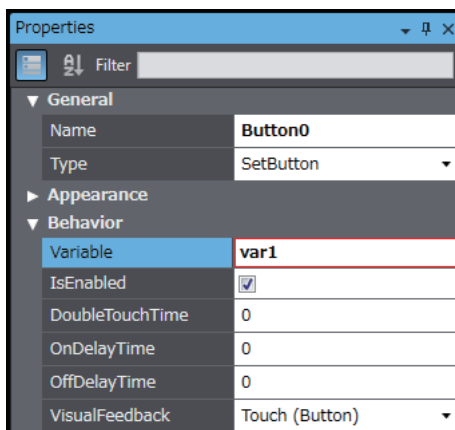 Properties
Filter
General
Name Button0
Type SetButton
Appearance
Behavior
Variable var1
IsEnabled
DoubleTouchTime 0
OnDelayTime 0
OffDelayTime 0
VisualFeedback Touch (Button)